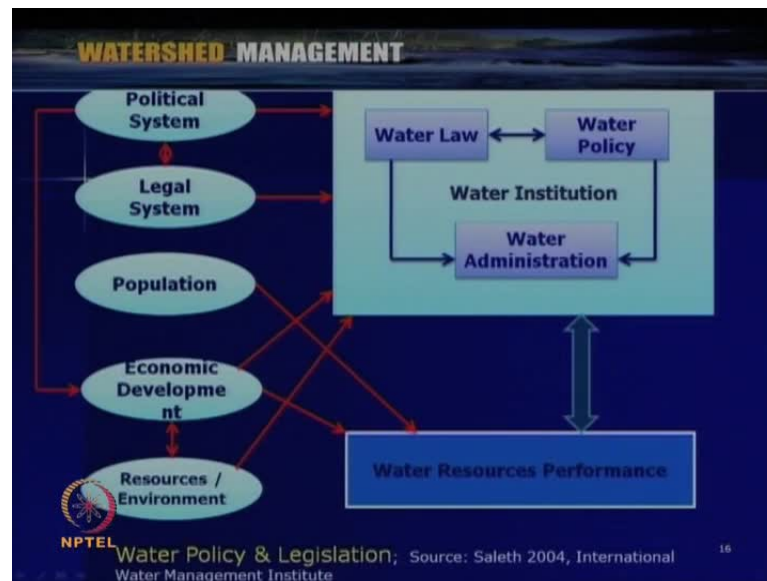 WATERSHED MANAGEMENT
Political
System
Legal
System
Population
Economic
Developme
nt
Resources /
Environment
Water Law
Water
Policy
Water Institution
Water
Administration
Water Resources Performance
NPTEL
Water Policy & Legislation; Source: Saleth 2004, International
Water Management Institute
16